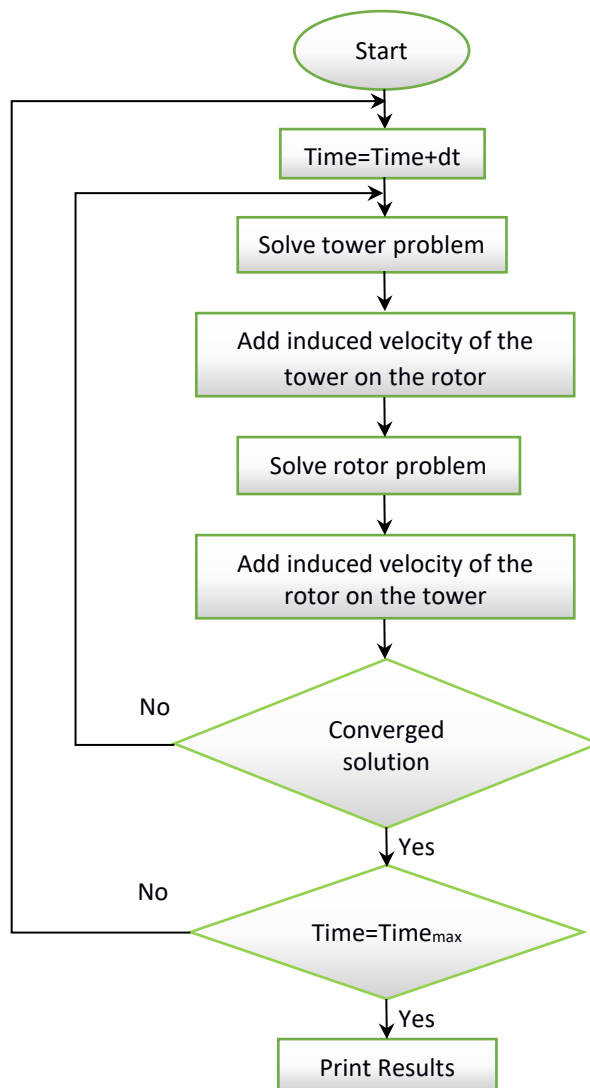 Start
Time=Time+dt
Solve tower problem
Add induced velocity of the
tower on the rotor
Solve rotor problem
Add induced velocity of the
rotor on the tower
No
Converged
solution
Yes
No
Time=Timemax
Yes
Print Results